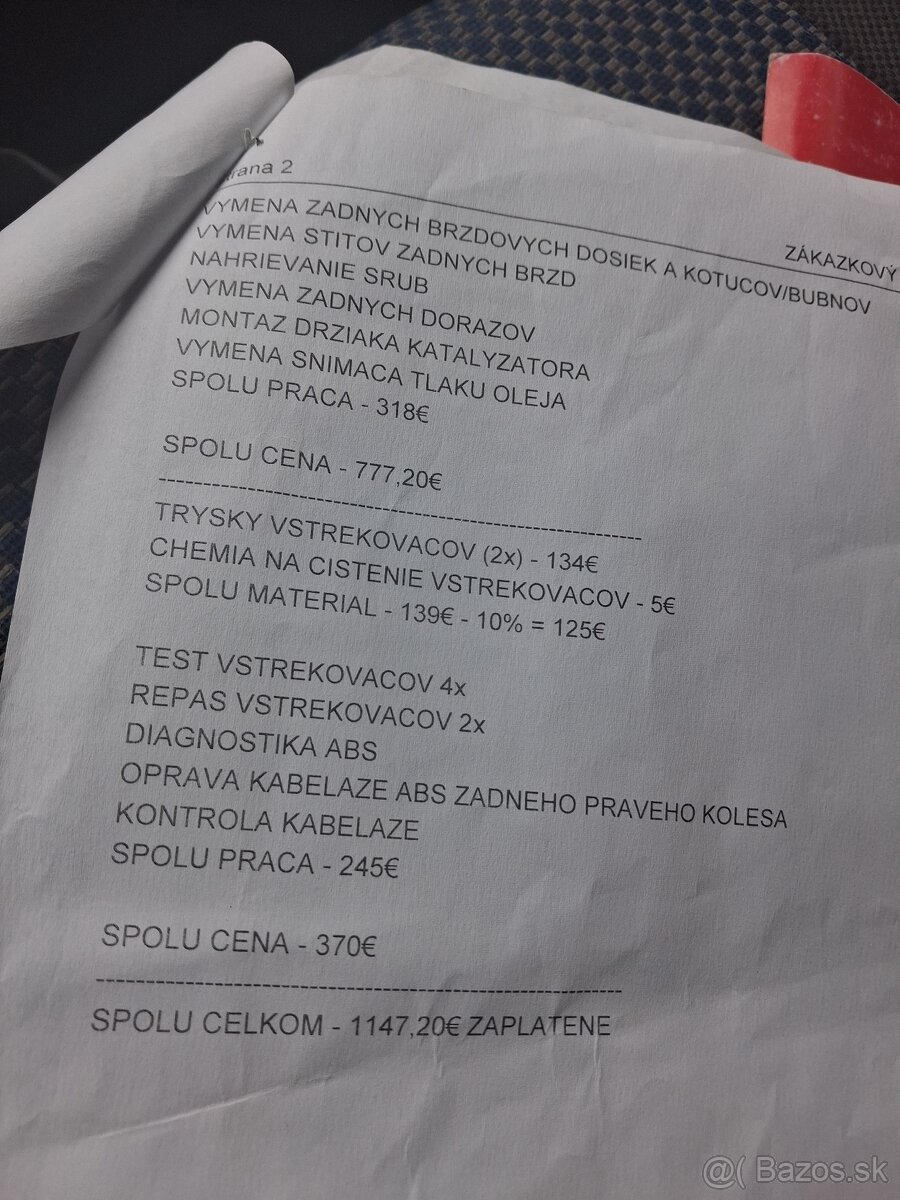 Strana 2
ZÁKAZKOVÝ
VYMENA ZADNYCH BRZDOVYCH DOSIEK A KOTUCOV/BUBNOV
VYMENA STITOV ZADNYCH BRZD
NAHRIEVANIE SRUB
VYMENA ZADNYCH DORAZOV
MONTAZ DRZIAKA KATALYZATORA
VYMENA SNIMACA TLAKU OLEJA
SPOLU PRACA - 318€
SPOLU CENA - 777,20€
TRYSKY VSTREKOVACOV (2x) - 134€
CHEMIA NA CISTENIE VSTREKOVACOV - 5€
SPOLU MATERIAL - 139€ - 10% = 125€
TEST VSTREKOVACOV 4x
REPAS VSTREKOVACOV 2x
DIAGNOSTIKA ABS
OPRAVA KABELAZE ABS ZADNEHO PRAVEHO KOLESA
KONTROLA KABELAZE
SPOLU PRACA - 245€
SPOLU CENA - 370€
SPOLU CELKOM - 1147,20€ ZAPLATENE
@( Bazos.sk